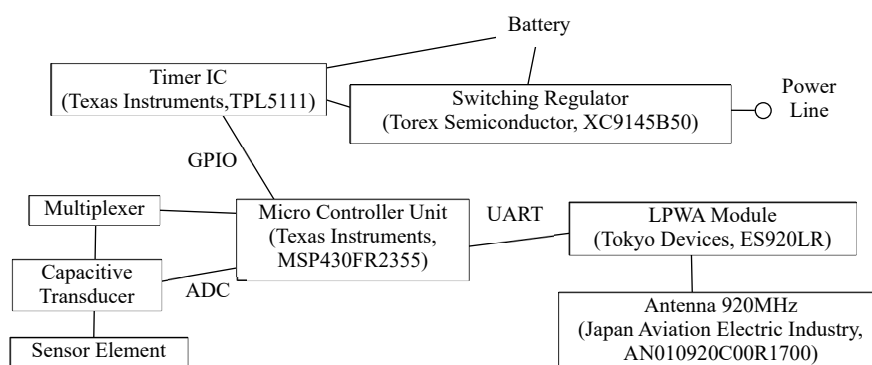 Battery
Timer IC
(Texas Instruments,TPL5111)
Switching Regulator
(Torex Semiconductor, XC9145B50)
Power
Line
GPIO
Multiplexer
Micro Controller Unit
(Texas Instruments,
MSP430FR2355)
UART
LPWA Module
(Tokyo Devices, ES920LR)
Capacitive
Transducer
ADC
Sensor Element
Antenna 920MHz
(Japan Aviation Electric Industry,
AN010920C00R1700)